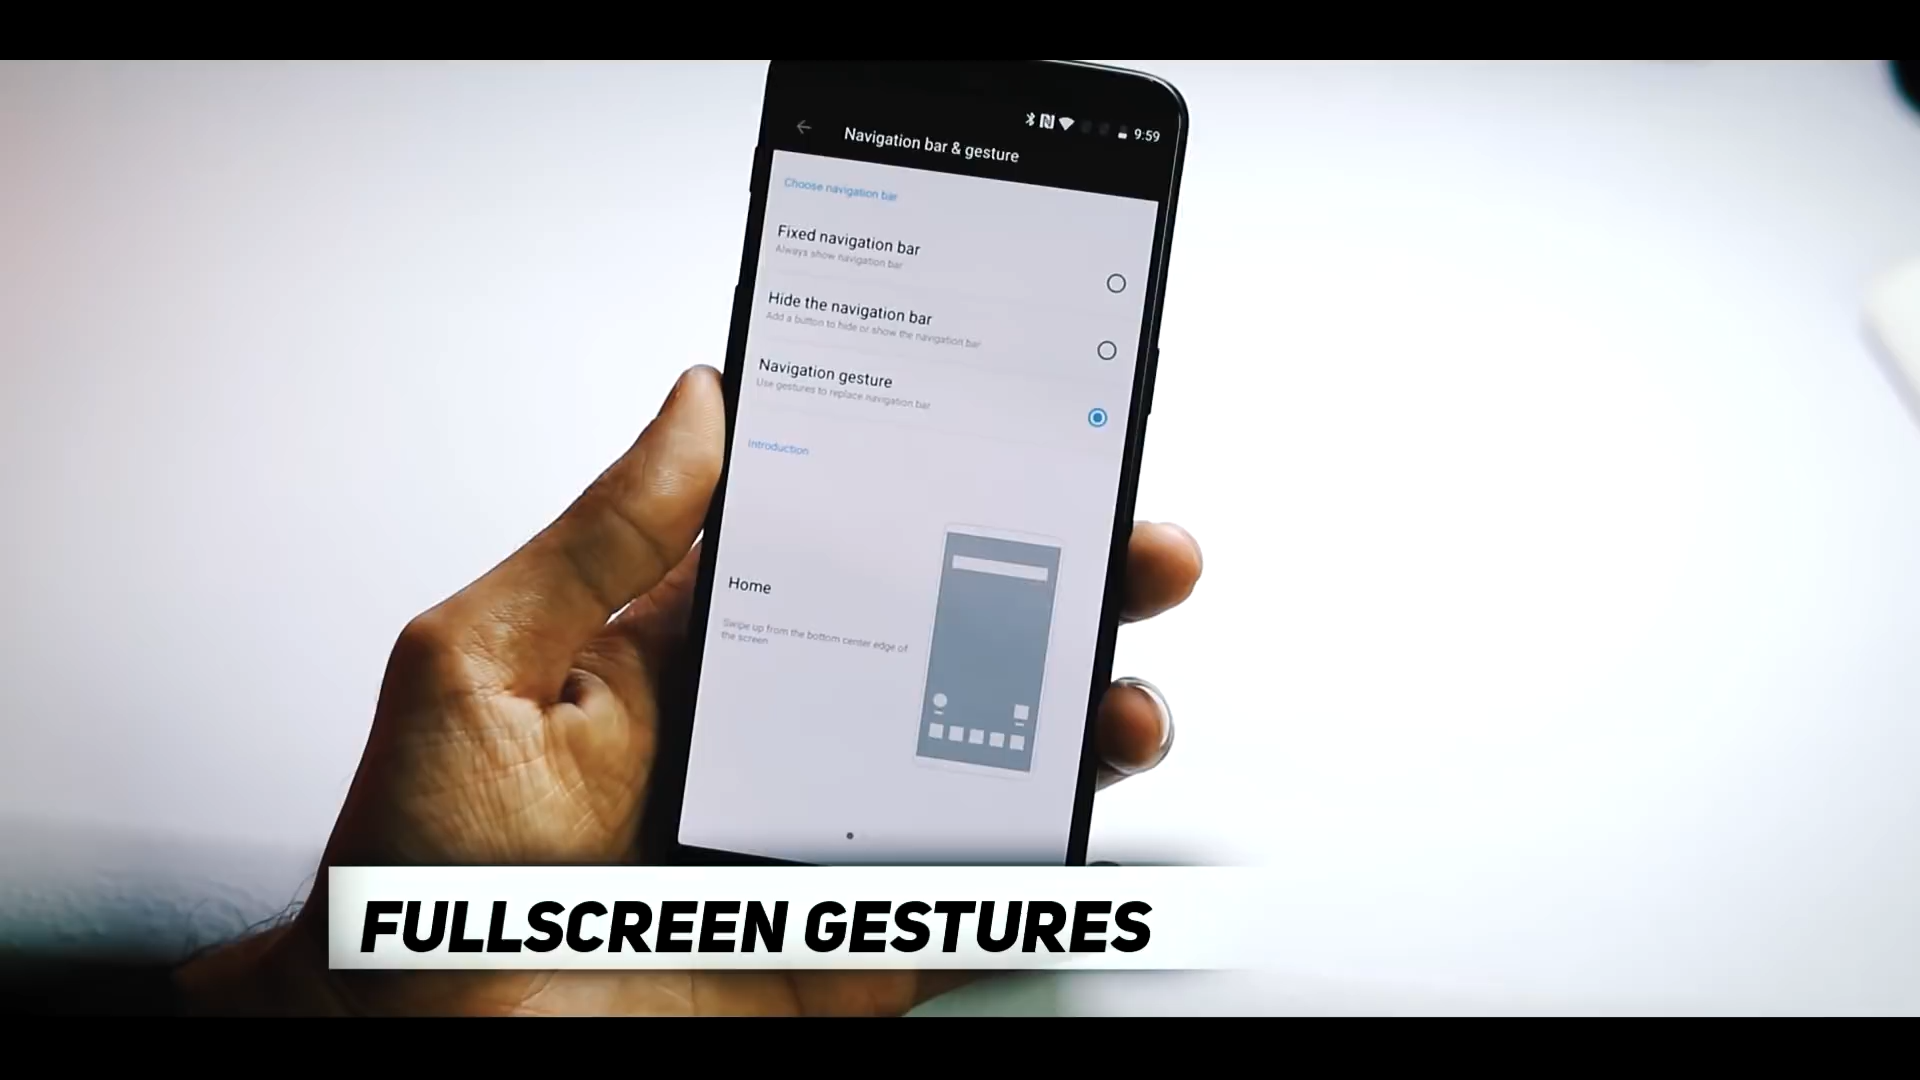 9:59
Navigation bar & gesture
Choose navigation bar
Fixed navigation bar
Always show navigation bar
Hide the navigation bar
Add a button to hide or show the navigation bar
Navigation gesture
Use gestures to replace navigation bar
Introduction
Home
Swipe up from the bottom center edge of
the screen
FULLSCREEN GESTURES